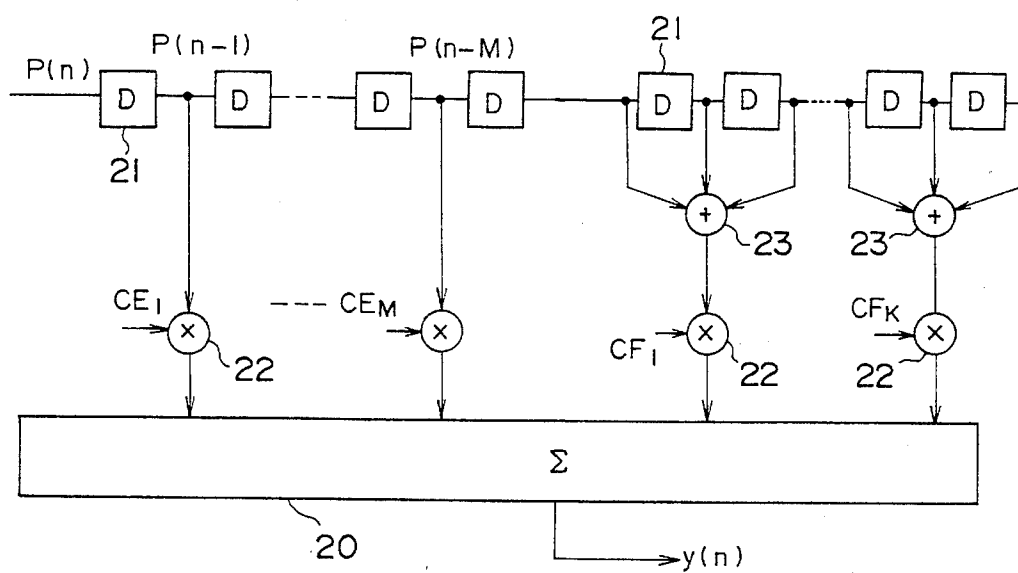 21
P(n-1)
P(n-M)
P(n)
D
D
D
D
D
D
D
D
21
+
23
+
23
CE1
--- CEM
CF1
CFK
×
22
×
×
22
×
22
Σ
20
y(n)